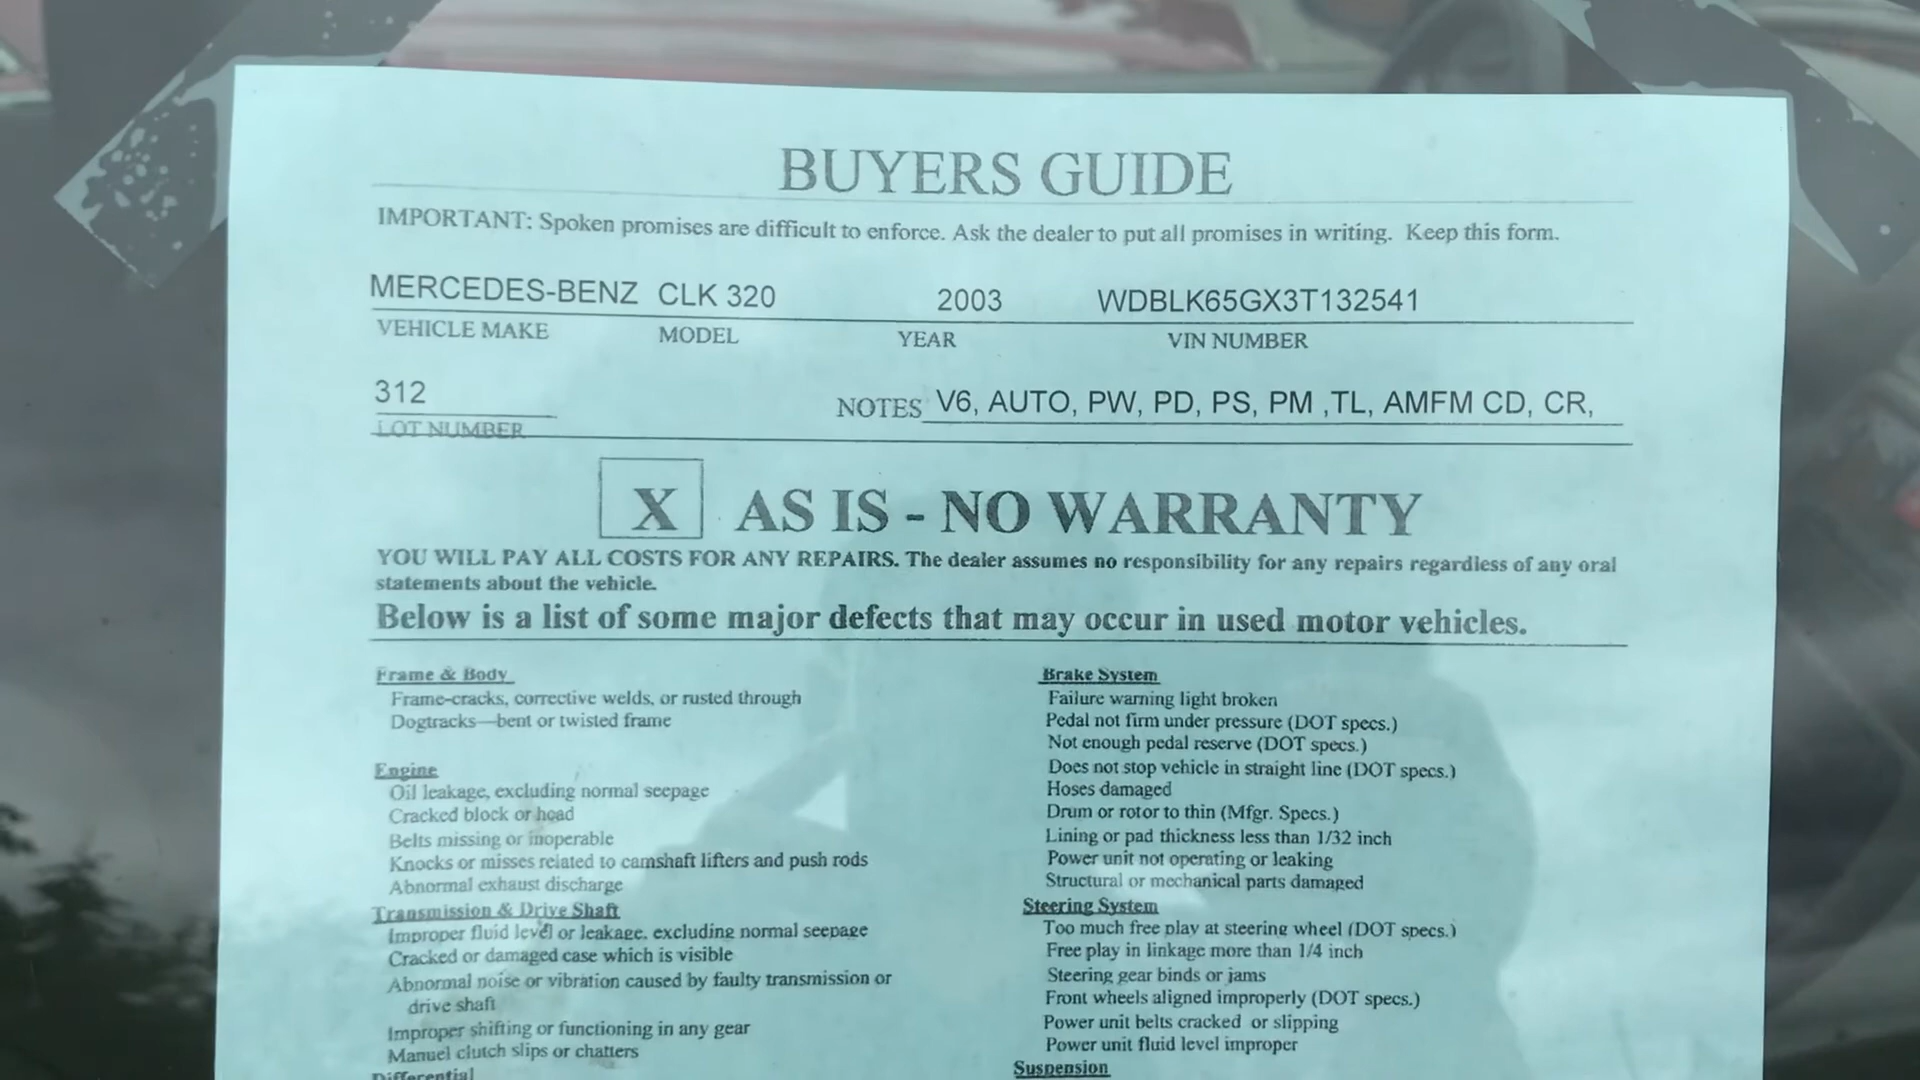 BUYERS GUIDE
IMPORTANT: Spoken promises are difficult to enforce. Ask the dealer to put all promises in writing. Keep this form.
MERCEDES-BENZ CLK 320 2003 WDBLK65GX3T132541
VEHICLE MAKE MODEL YEAR VIN NUMBER
312 NOTES V6, AUTO, PW, PD, PS, PM ,TL, AMFM CD, CR,
LOT NUMBER
X AS IS - NO WARRANTY
YOU WILL PAY ALL COSTS FOR ANY REPAIRS. The dealer assumes no responsibility for any repairs regardless of any oral
statements about the vehicle.
Below is a list of some major defects that may occur in used motor vehicles.
Frame & Body
Frame-cracks, corrective welds, or rusted through
Dogtracks—bent or twisted frame
Engine
Oil leakage, excluding normal seepage
Cracked block or head
Belts missing or inoperable
Knocks or misses related to camshaft lifters and push rods
Abnormal exhaust discharge
Transmission & Drive Shaft
Improper fluid level or leakage, excluding normal seepage
Cracked or damaged case which is visible
Abnormal noise or vibration caused by faulty transmission or
drive shaft
Improper shifting or functioning in any gear
Manuel clutch slips or chatters
Differential
Brake System
Failure warning light broken
Pedal not firm under pressure (DOT specs.)
Not enough pedal reserve (DOT specs.)
Does not stop vehicle in straight line (DOT specs.)
Hoses damaged
Drum or rotor to thin (Mfgr. Specs.)
Lining or pad thickness less than 1/32 inch
Power unit not operating or leaking
Structural or mechanical parts damaged
Steering System
Too much free play at steering wheel (DOT specs.)
Free play in linkage more than 1/4 inch
Steering gear binds or jams
Front wheels aligned improperly (DOT specs.)
Power unit belts cracked or slipping
Power unit fluid level improper
Suspension